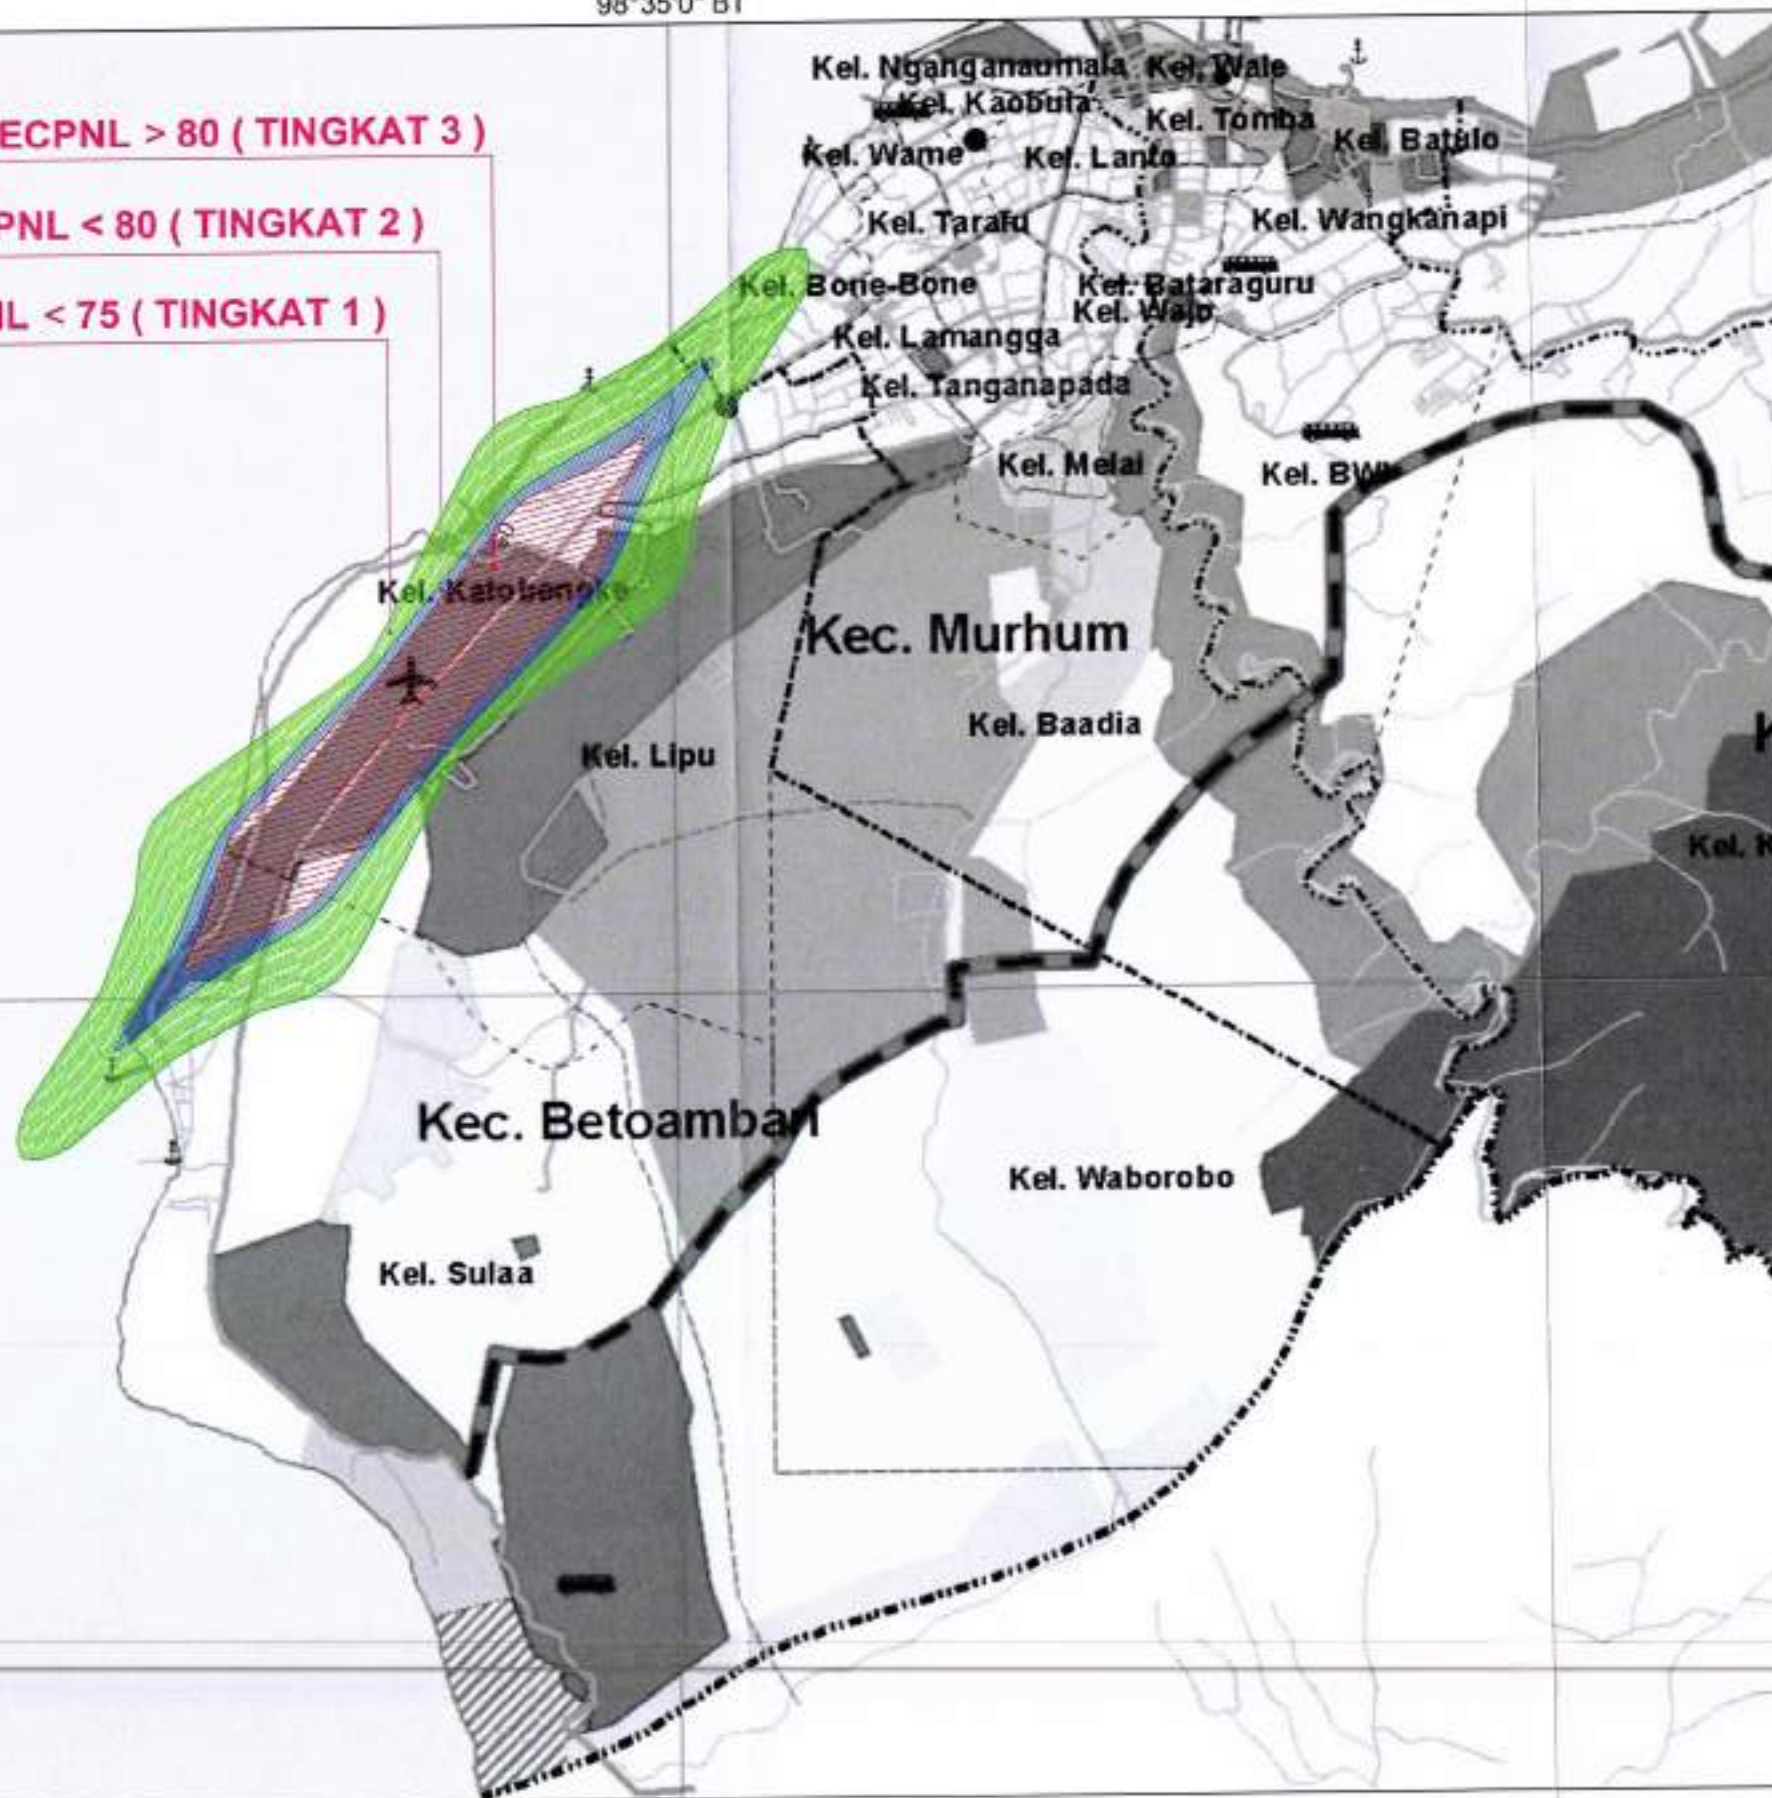 98°35'0" BT
Kel. Nganganaumala
Kel. Wale
Kel. Kaobula
Kel. Tomba
ECPNL > 80 ( TINGKAT 3 )
Kel. Batulo
Kel. Wame
Kel. Lanto
PNL < 80 ( TINGKAT 2 )
Kel. Tarafu
Kel. Wangkanapi
Kel. Bone-Bone
Kel. Bataraguru
NL < 75 ( TINGKAT 1 )
Kel. Wajo
Kel. Lamangga
Kel. Tanganapada
Kel. Melai
Kel. BWI
Kel. Katobengke
Kec. Murhum
Kel. Baadia
Kel. Lipu
Kel. K
Kec. Betoambari
Kel. Waborobo
Kel. Sulaa